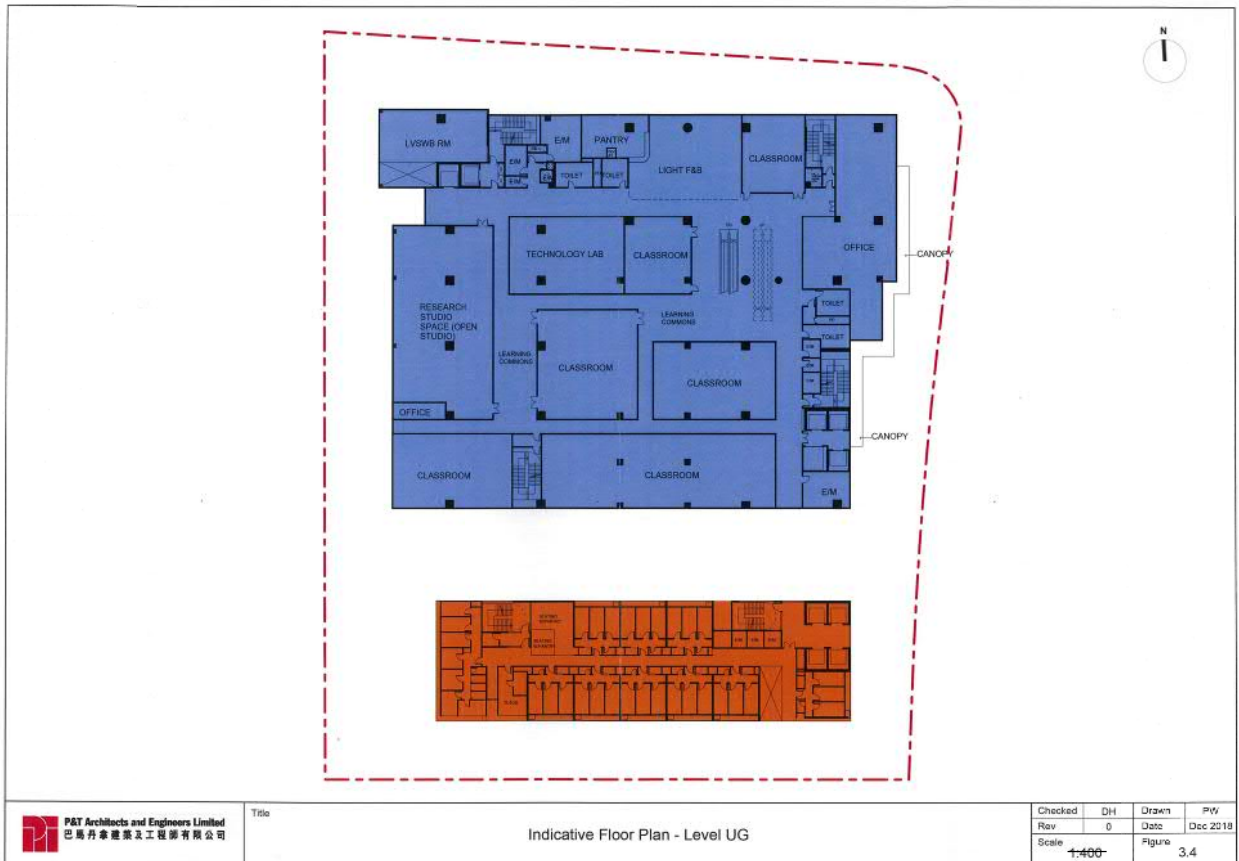 N
LVSWB RM
E/M
PANTRY
CLASSROOM
E/M
E/M
E/M
TOILET
TOILET
LIGHT F&B
TECHNOLOGY LAB
CLASSROOM
OFFICE
CANOPY
RESEARCH
STUDIO
SPACE (OPEN
STUDIO)
LEARNING
COMMONS
TOILET
TOILET
LEARNING
COMMONS
CLASSROOM
CLASSROOM
OFFICE
CANOPY
CLASSROOM
CLASSROOM
E/M
P&T Architects and Engineers Limited
巴馬丹拿建築及工程師有限公司
Title
Indicative Floor Plan - Level UG
Checked DH Drawn PW
Rev 0 Date Dec 2018
Scale 1:400 Figure 3.4